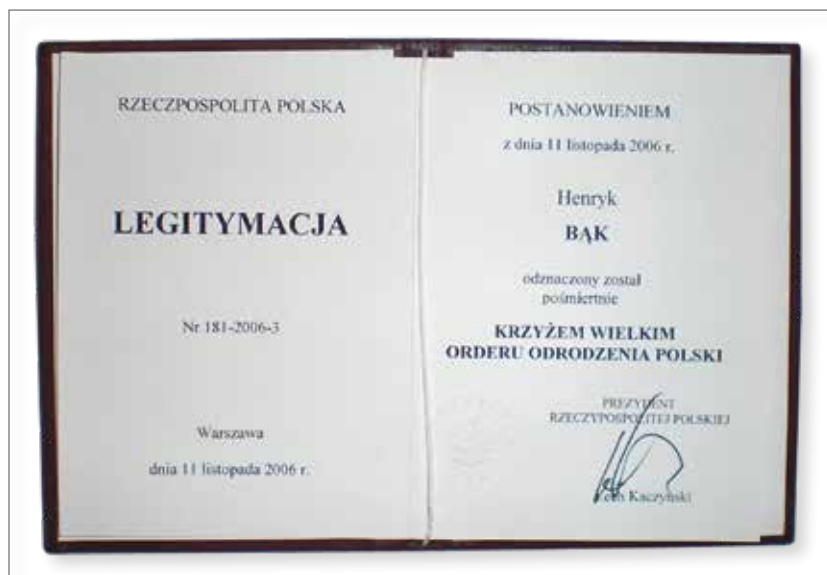 RZECZPOSPOLITA POLSKA
LEGITYMACJA
Nr 181-2006-3
Warszawa
dnia 11 listopada 2006 r.
POSTANOWIENIEM
z dnia 11 listopada 2006 r.
Henryk
BĄK
odznaczony został
pośmiertnie
KRZYŻEM WIELKIM
ORDERU ODRODZENIA POLSKI
PREZYDENT
RZECZYPOSPOLITEJ POLSKIEJ
Lech Kaczyński